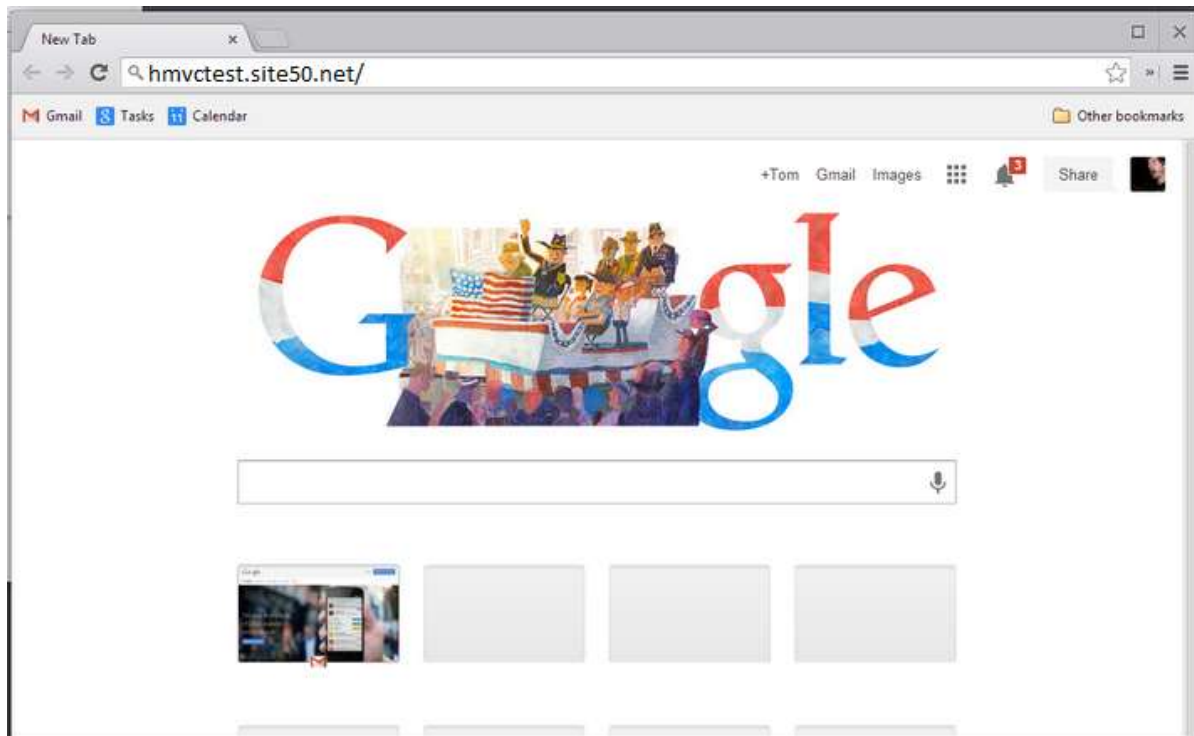 New Tab
hmvctest.site50.net/
Gmail Tasks Calendar Other bookmarks
+Tom Gmail Images 3 Share
Google